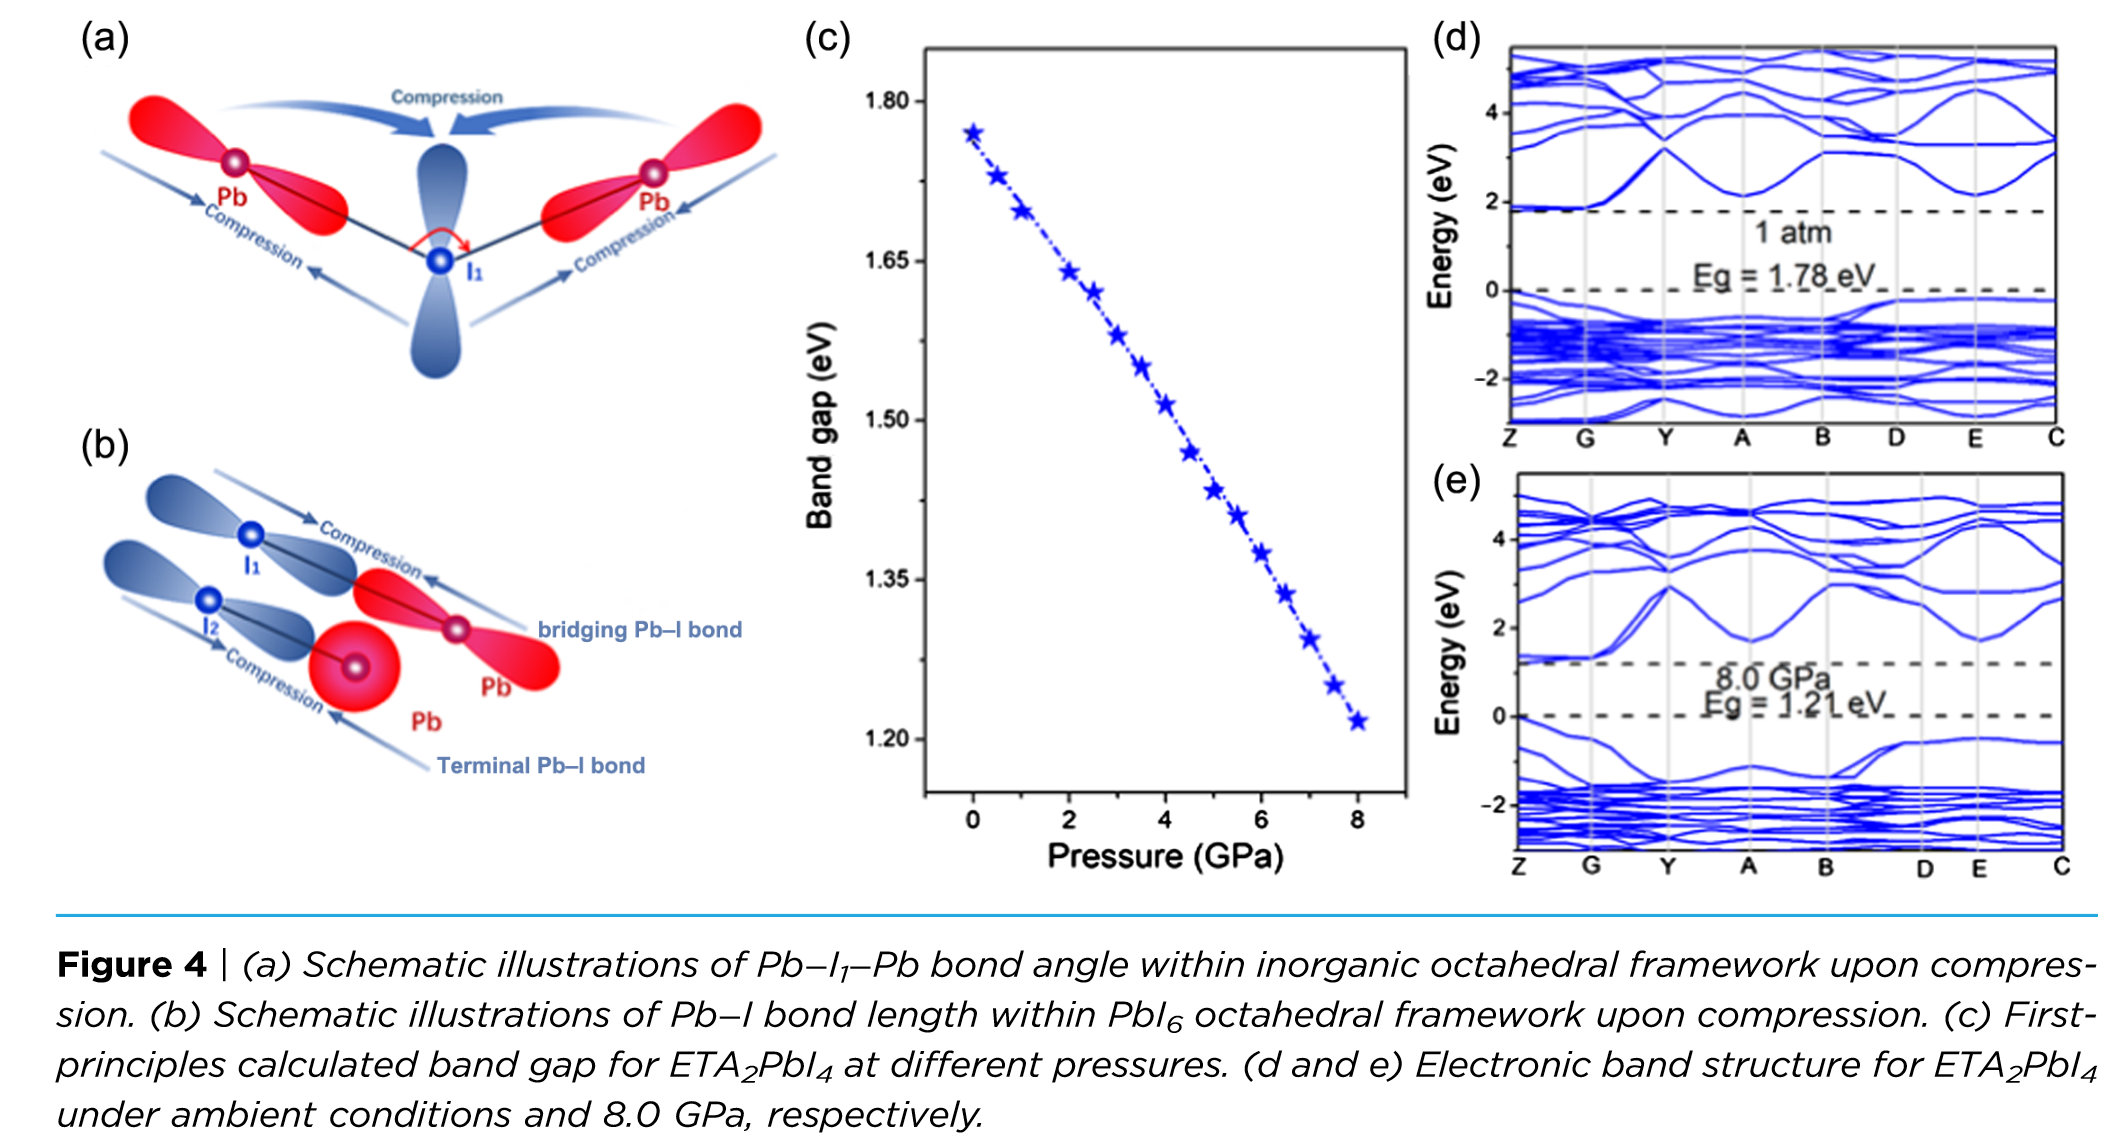 (a)
Compression
Pb
Pb
Compression
Compression
I₁
(b)
Compression
I₁
I₂
bridging Pb–I bond
Compression
Pb
Pb
Terminal Pb–I bond
(c)
Band gap (eV)
1.80
1.65
1.50
1.35
1.20
0 2 4 6 8
Pressure (GPa)
(d)
Energy (eV)
4
2
0
−2
1 atm
Eg = 1.78 eV
Z G Y A B D E C
(e)
Energy (eV)
4
2
0
−2
8.0 GPa
Eg = 1.21 eV
Z G Y A B D E C
Figure 4 | (a) Schematic illustrations of Pb–I₁–Pb bond angle within inorganic octahedral framework upon compres-
sion. (b) Schematic illustrations of Pb–I bond length within PbI₆ octahedral framework upon compression. (c) First-
principles calculated band gap for ETA₂PbI₄ at different pressures. (d and e) Electronic band structure for ETA₂PbI₄
under ambient conditions and 8.0 GPa, respectively.